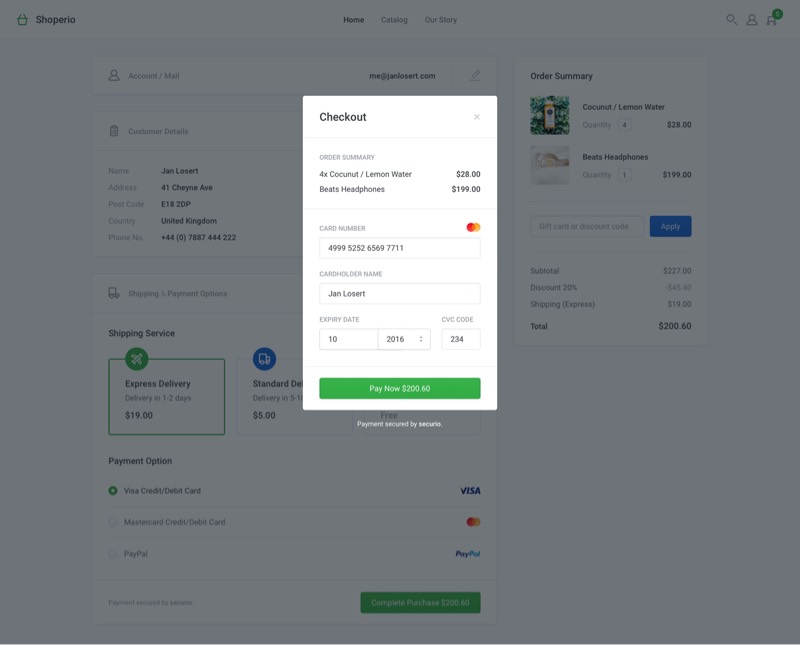 Shoperio
Home Catalog Our Story
5
Account / Mail me@janlosert.com
Customer Details
Name Jan Losert
Address 41 Cheyne Ave
Post Code E18 2DP
Country United Kingdom
Phone No. +44 (0) 7887 444 222
Shipping & Payment Options
Shipping Service
Express Delivery
Delivery in 1-2 days
$19.00
Standard Del
Delivery in 5-1
$5.00
Free
Payment Option
Visa Credit/Debit Card VISA
Mastercard Credit/Debit Card
PayPal PayPal
Payment secured by securio.
Complete Purchase $200.60
Checkout ×
ORDER SUMMARY
4x Coconut / Lemon Water $28.00
Beats Headphones $199.00
CARD NUMBER
4999 5252 6569 7711
CARDHOLDER NAME
Jan Losert
EXPIRY DATE CVC CODE
10 2016 234
Pay Now $200.60
Payment secured by securio.
Order Summary
Coconut / Lemon Water
Quantity 4 $28.00
Beats Headphones
Quantity 1 $199.00
Gift card or discount code Apply
Subtotal $227.00
Discount 20% -$45.40
Shipping (Express) $19.00
Total $200.60